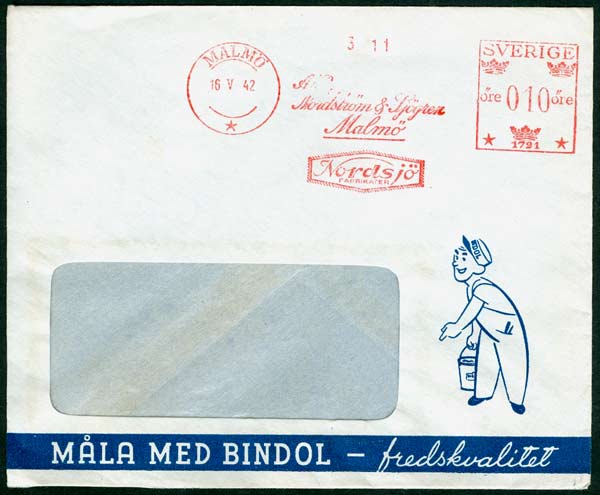 3 11
MALMÖ
16 V 42
Nordström & Sjögren
Malmö
Nordsjö
FABRIKATER
SVERIGE
öre 010 öre
1791
MÅLA MED BINDOL – fredskvalitet